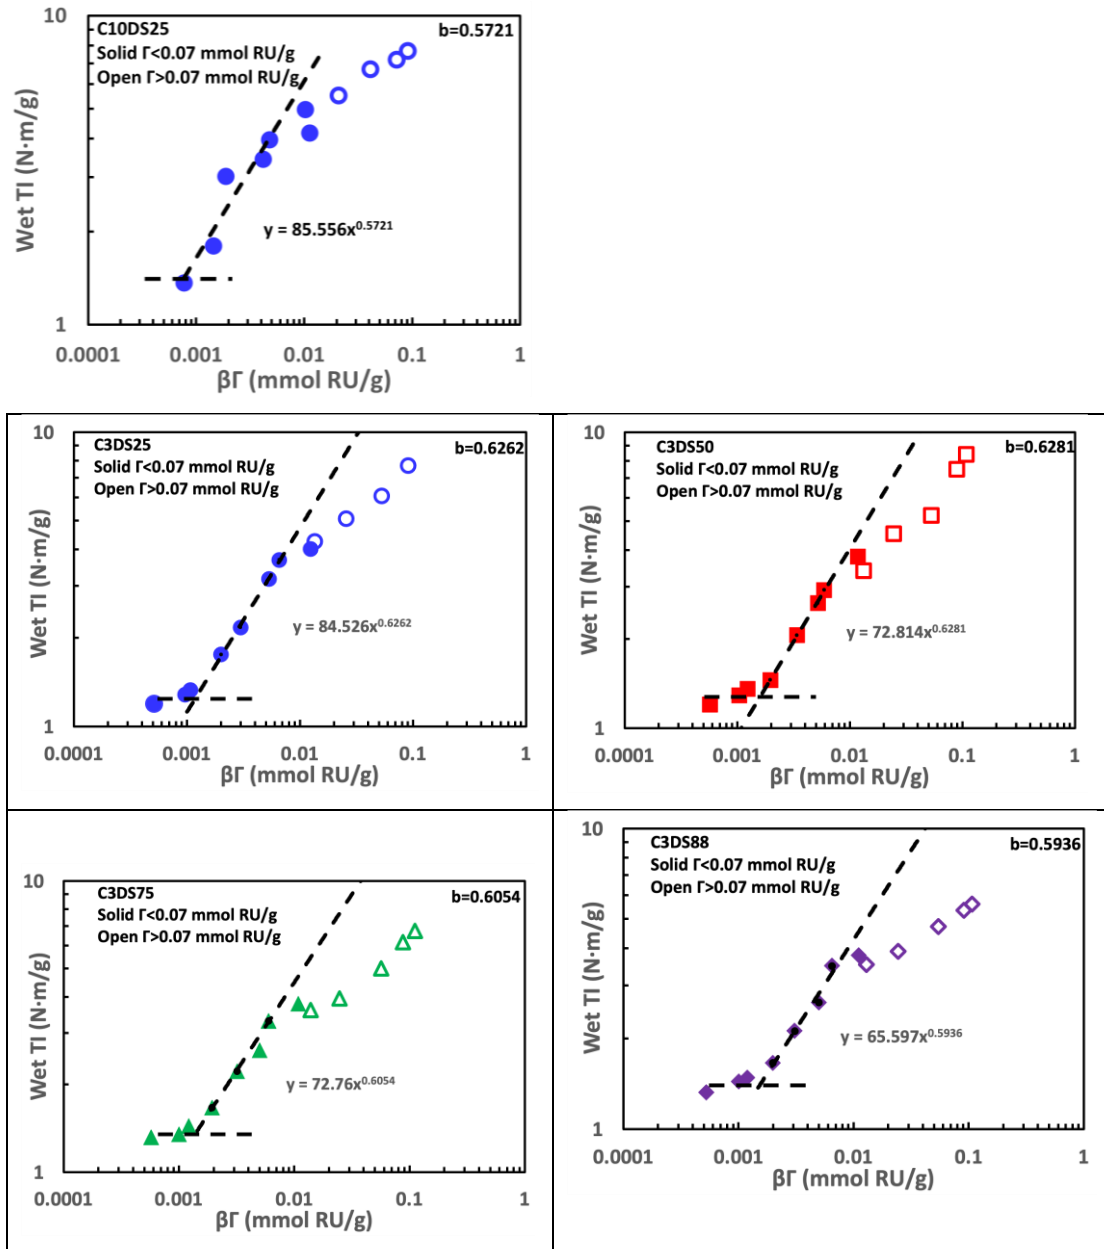 C10DS25
b=0.5721
Solid Γ<0.07 mmol RU/g
Open Γ>0.07 mmol RU/g
y = 85.556x^0.5721
Wet TI (N·m/g)
10
1
0.0001 0.001 0.01 0.1 1
βΓ (mmol RU/g)
C3DS25
b=0.6262
Solid Γ<0.07 mmol RU/g
Open Γ>0.07 mmol RU/g
y = 84.526x^0.6262
Wet TI (N·m/g)
10
1
0.0001 0.001 0.01 0.1 1
βΓ (mmol RU/g)
C3DS50
b=0.6281
Solid Γ<0.07 mmol RU/g
Open Γ>0.07 mmol RU/g
y = 72.814x^0.6281
Wet TI (N·m/g)
10
1
0.0001 0.001 0.01 0.1 1
βΓ (mmol RU/g)
C3DS75
b=0.6054
Solid Γ<0.07 mmol RU/g
Open Γ>0.07 mmol RU/g
y = 72.76x^0.6054
Wet TI (N·m/g)
10
1
0.0001 0.001 0.01 0.1 1
βΓ (mmol RU/g)
C3DS88
b=0.5936
Solid Γ<0.07 mmol RU/g
Open Γ>0.07 mmol RU/g
y = 65.597x^0.5936
Wet TI (N·m/g)
10
1
0.0001 0.001 0.01 0.1 1
βΓ (mmol RU/g)